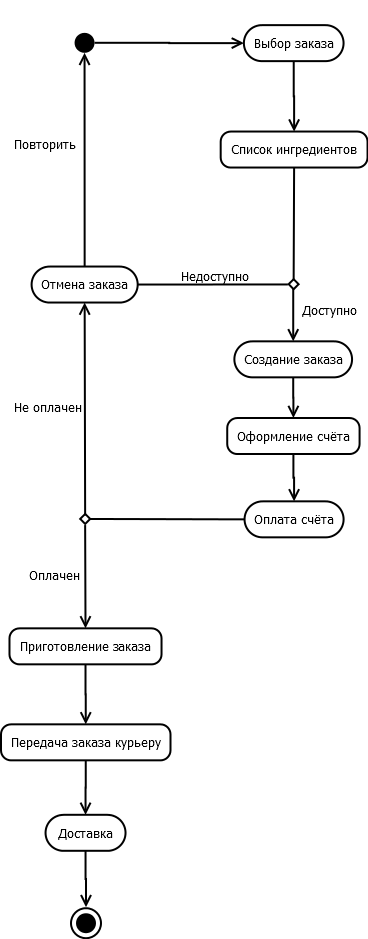 Выбор заказа
Повторить
Список ингредиентов
Недоступно
Отмена заказа
Доступно
Создание заказа
Не оплачен
Оформление счёта
Оплата счёта
Оплачен
Приготовление заказа
Передача заказа курьеру
Доставка